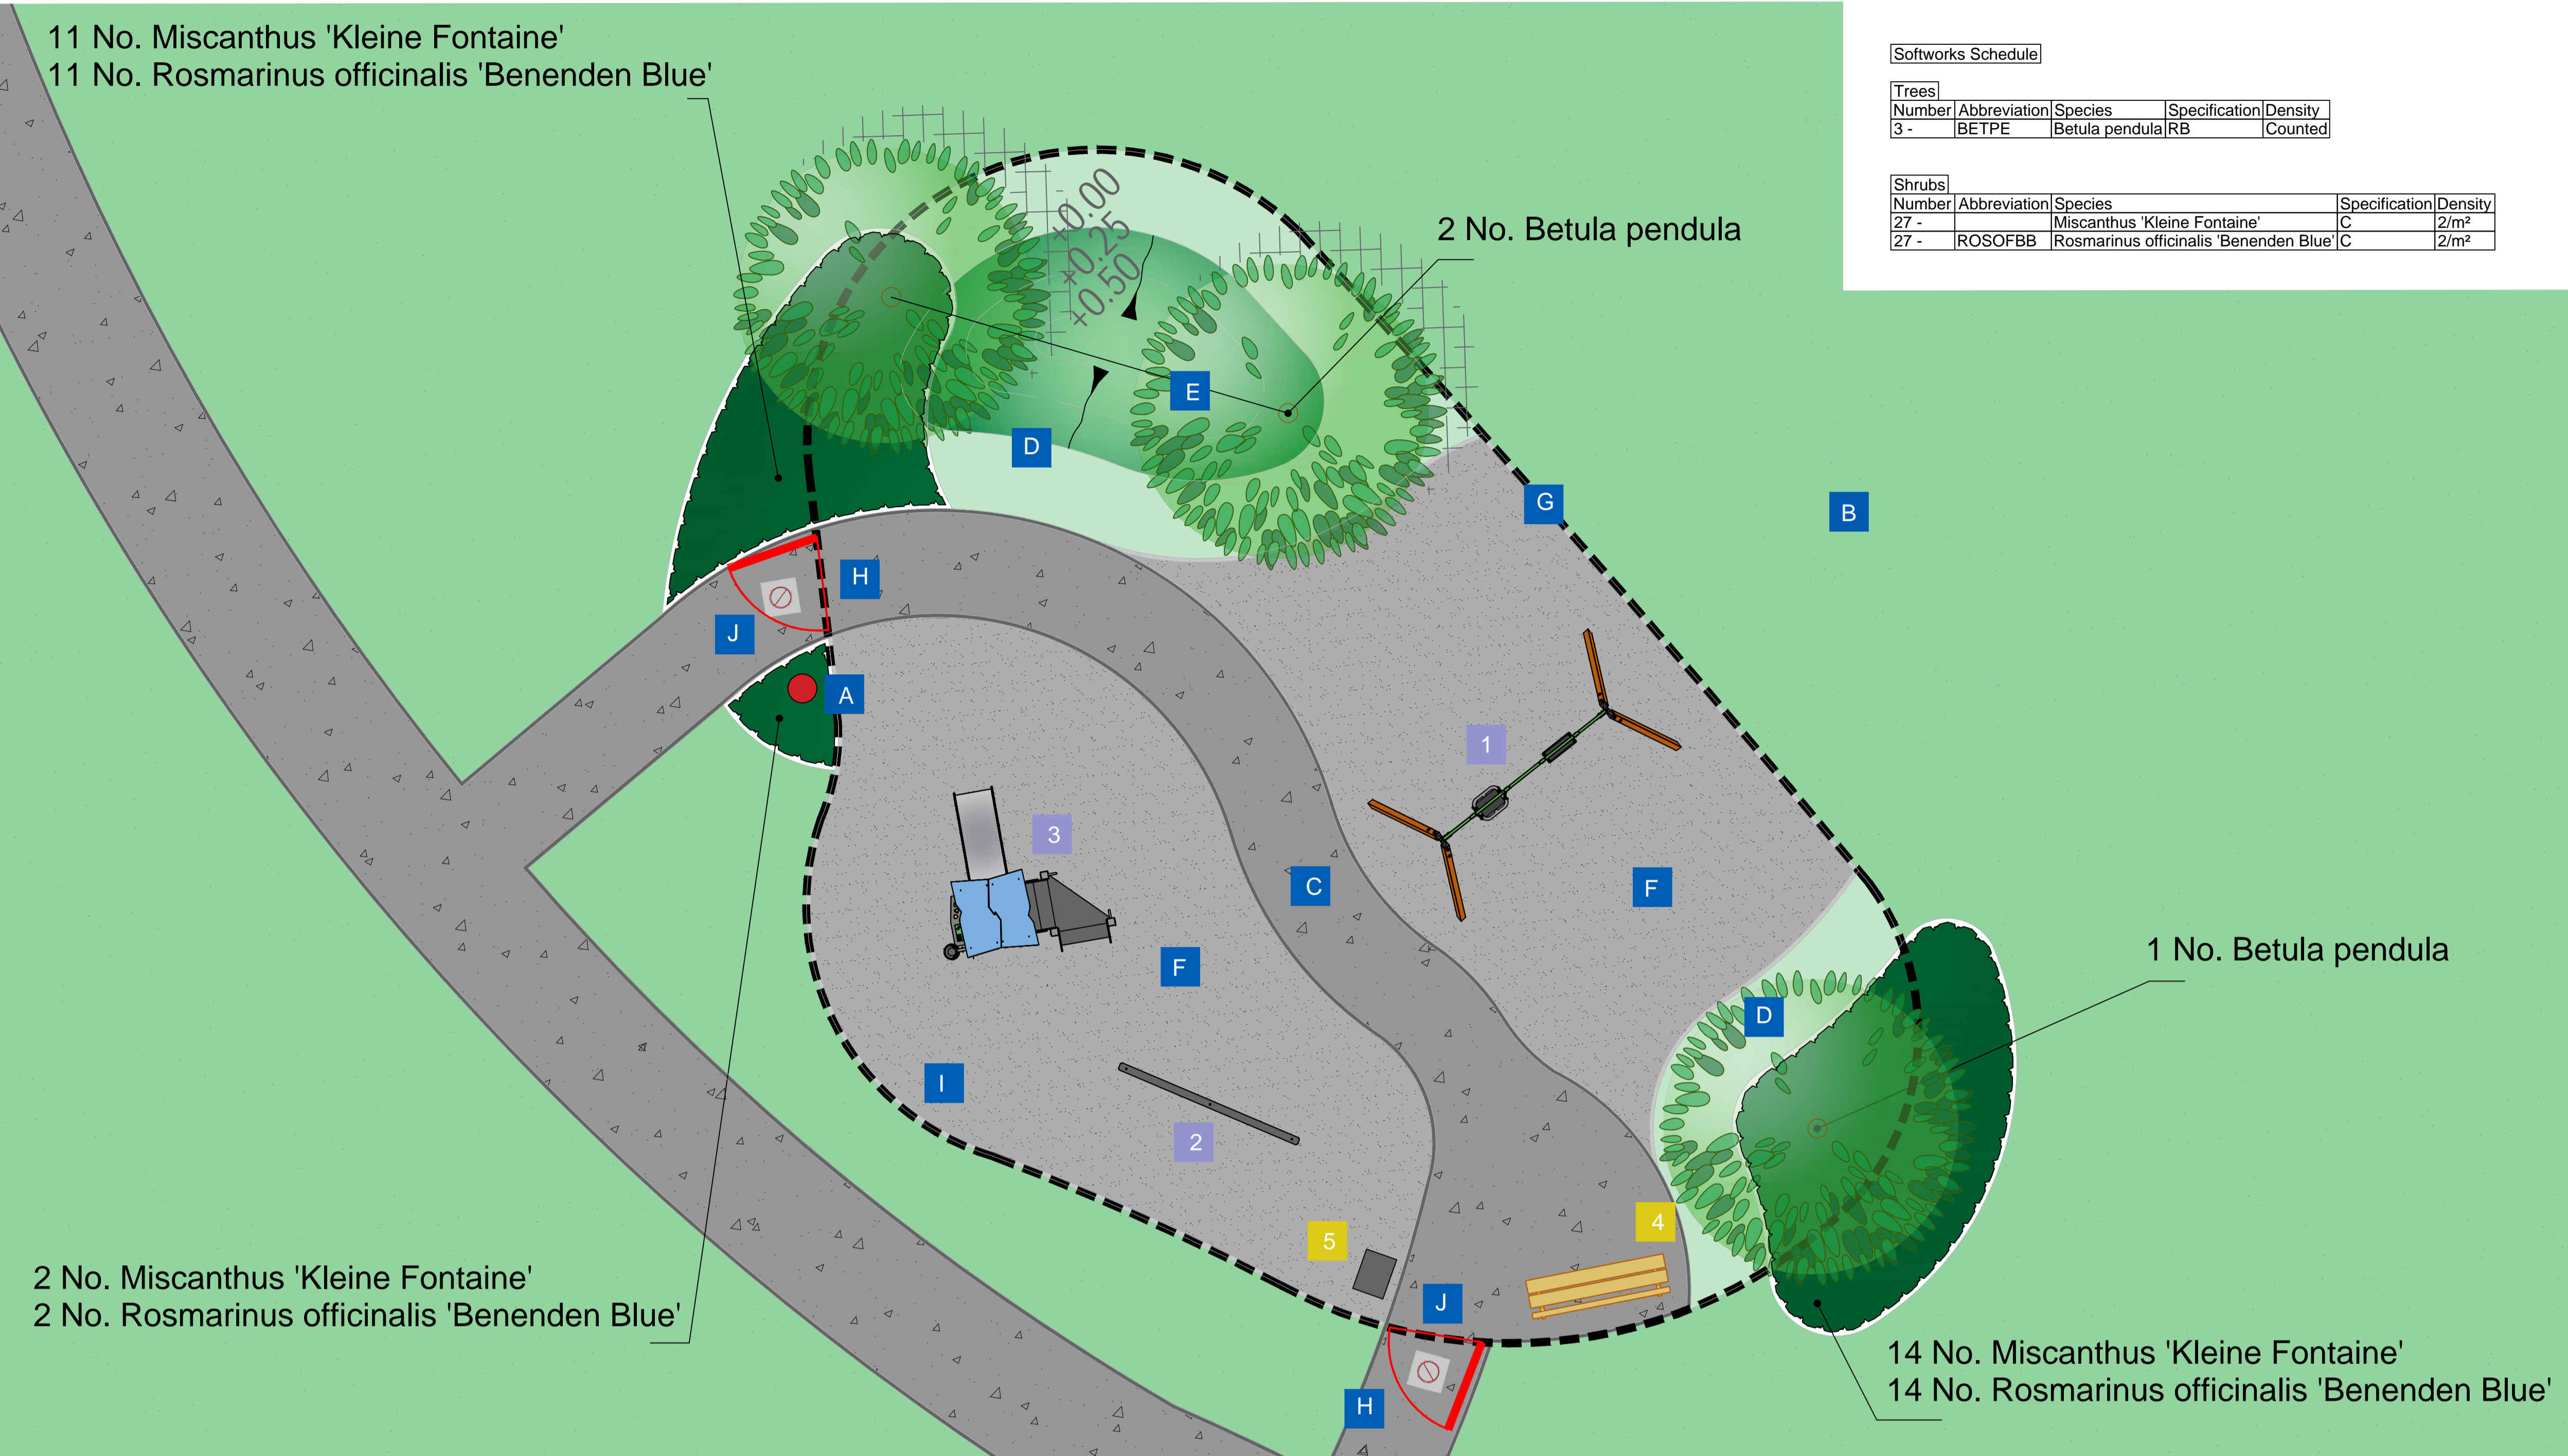 11 No. Miscanthus 'Kleine Fontaine'
11 No. Rosmarinus officinalis 'Benenden Blue'
Softworks Schedule
Trees
Number Abbreviation Species Specification Density
3 - BETPE Betula pendula RB Counted
Shrubs
Number Abbreviation Species Specification Density
27 - Miscanthus 'Kleine Fontaine' C 2/m²
27 - ROSOFBB Rosmarinus officinalis 'Benenden Blue' C 2/m²
+0.00
+0.25
+0.50
2 No. Betula pendula
E
D
G
B
H
J
A
1
3
C
F
F
1 No. Betula pendula
D
I
2
4
5
2 No. Miscanthus 'Kleine Fontaine'
2 No. Rosmarinus officinalis 'Benenden Blue'
J
H
14 No. Miscanthus 'Kleine Fontaine'
14 No. Rosmarinus officinalis 'Benenden Blue'